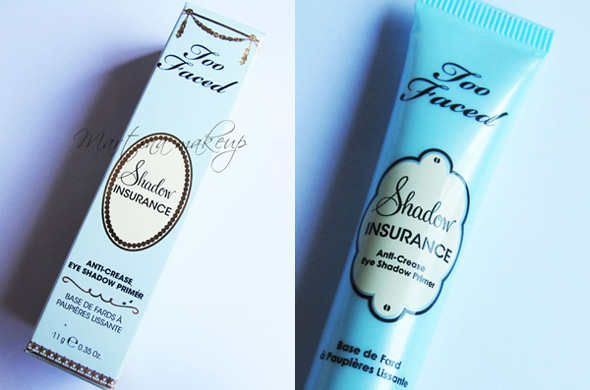 Too
Faced
Shadow
INSURANCE
ANTI-CREASE
EYE SHADOW PRIMER
BASE DE FARDS À
PAUPIÈRES LISSANTE
11 g ℮ 0.35 Oz.
makeup
Too
Faced
Shadow
INSURANCE
Anti-Crease
Eye Shadow Primer
Base de Fard
à Paupières Lissante